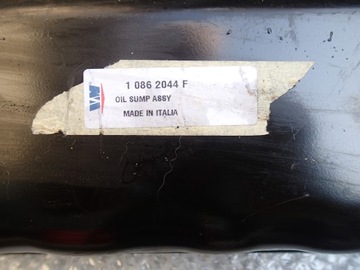 1 086 2044 F
OIL SUMP ASSY
MADE IN ITALIA